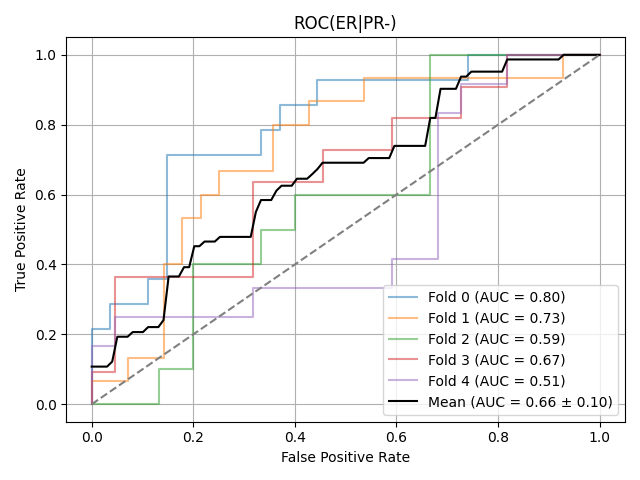 ROC(ER|PR-)
True Positive Rate
1.0
0.8
0.6
0.4
0.2
0.0
Fold 0 (AUC = 0.80)
Fold 1 (AUC = 0.73)
Fold 2 (AUC = 0.59)
Fold 3 (AUC = 0.67)
Fold 4 (AUC = 0.51)
Mean (AUC = 0.66 ± 0.10)
0.0 0.2 0.4 0.6 0.8 1.0
False Positive Rate